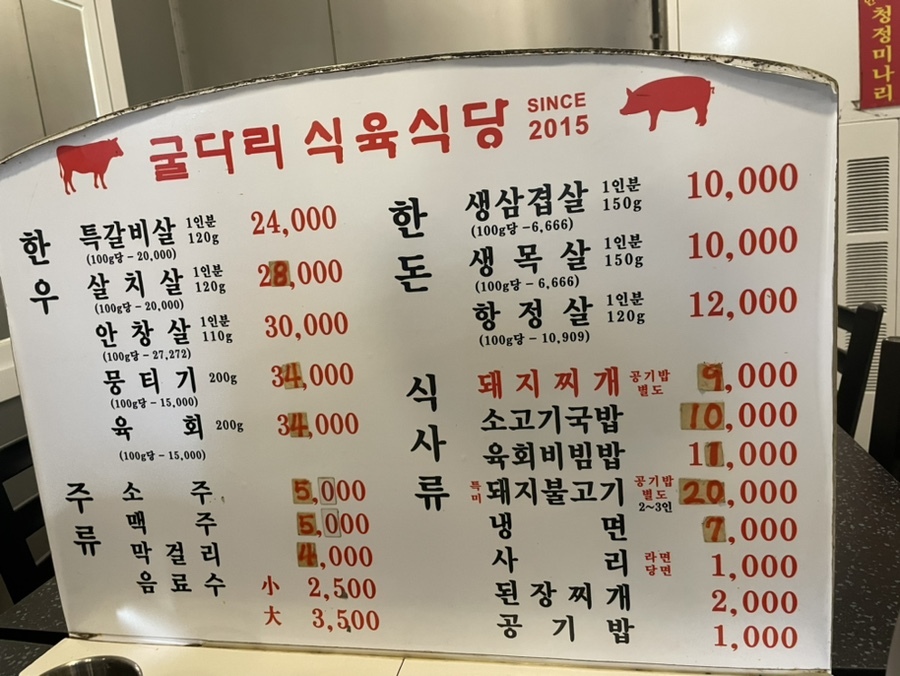 굴다리 식육식당 SINCE 2015
한우
특갈비살 1인분 120g 24,000
(100g당 - 20,000)
살치살 1인분 120g 28,000
(100g당 - 20,000)
안창살 1인분 110g 30,000
(100g당 - 27,272)
뭉티기 200g 34,000
(100g당 - 15,000)
육회 200g 34,000
(100g당 - 15,000)
주류
소주 5,000
맥주 5,000
막걸리 4,000
음료수 小 2,500
大 3,500
한돈
생삼겹살 1인분 150g 10,000
(100g당 - 6,666)
생목살 1인분 150g 10,000
(100g당 - 6,666)
항정살 1인분 120g 12,000
(100g당 - 10,909)
식사류
돼지찌개 공기밥 별도 9,000
소고기국밥 10,000
육회비빔밥 11,000
특미 돼지불고기 공기밥 별도 2~3인 20,000
냉면 7,000
사리 라면 당면 1,000
된장찌개 2,000
공기밥 1,000
청정미나리